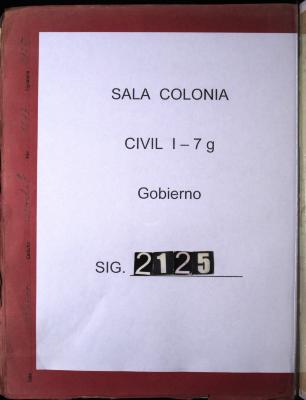 SALA COLONIA
CIVIL I – 7 g
Gobierno
SIG. 2125